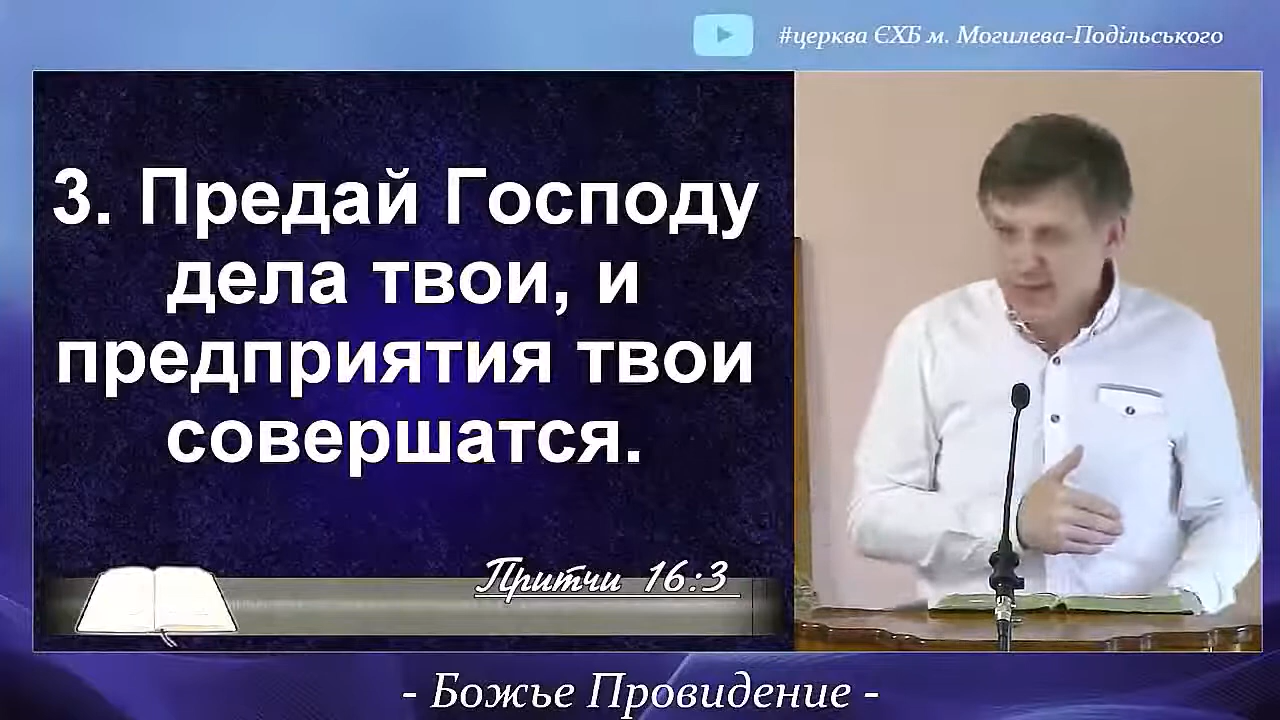 #церква ЄХБ м. Могилева-Подільського
3. Предай Господу
дела твои, и
предприятия твои
совершатся.
Притчи 16:3
- Божье Провидение -